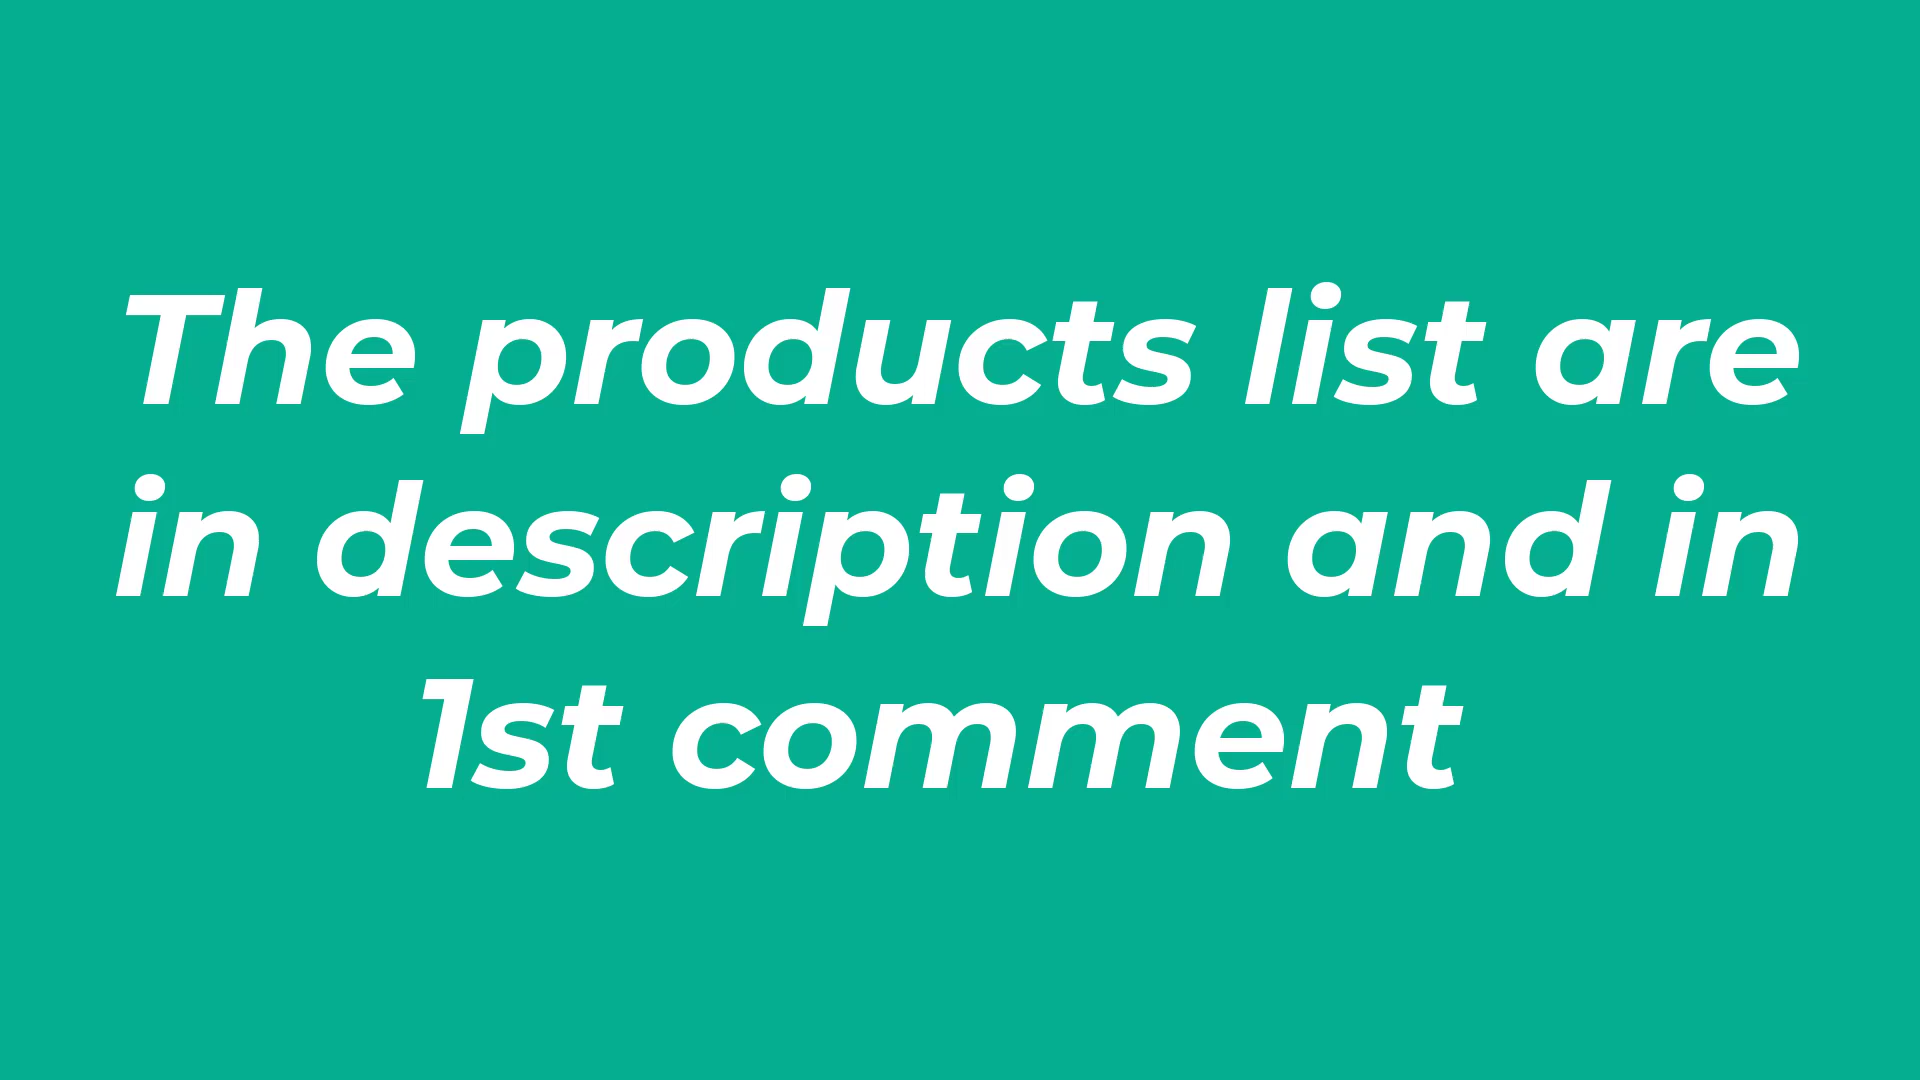 The products list are
in description and in
1st comment